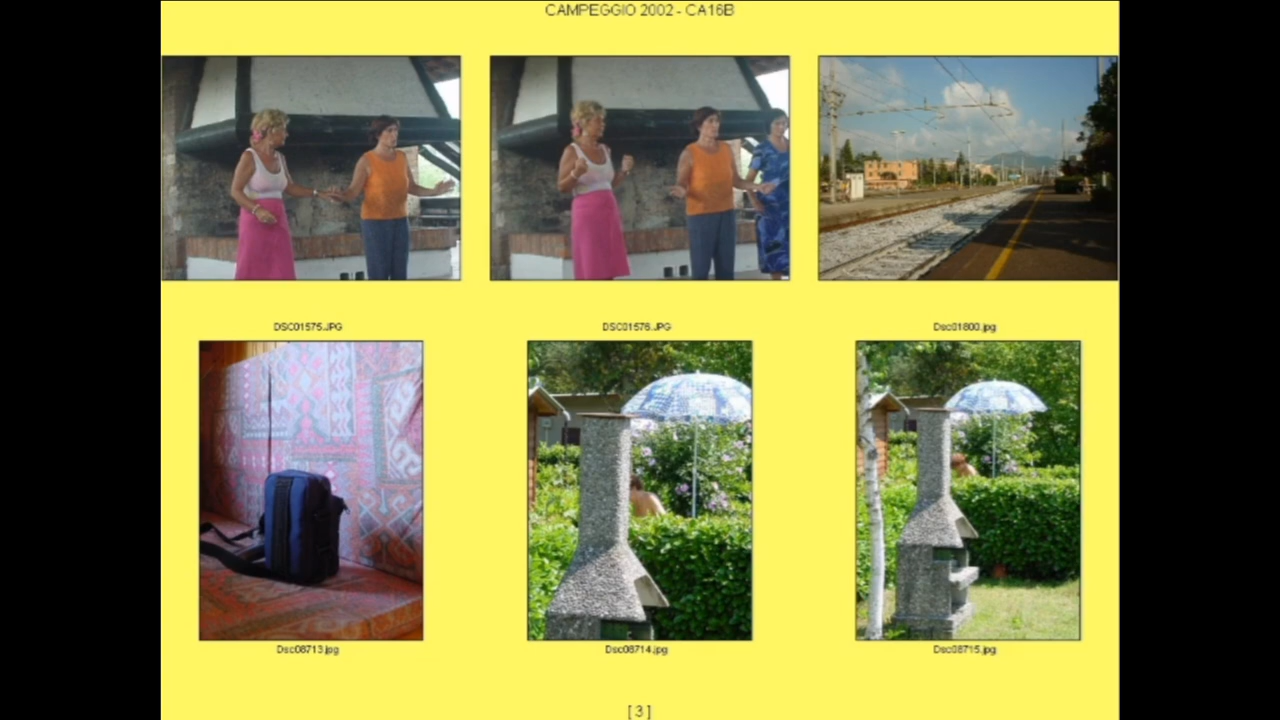 CAMPEGGIO 2002 - CA16B
DSC01575.JPG DSC01576.JPG Dsc01800.jpg
Dsc08713.jpg Dsc08714.jpg Dsc08715.jpg
[ 3 ]